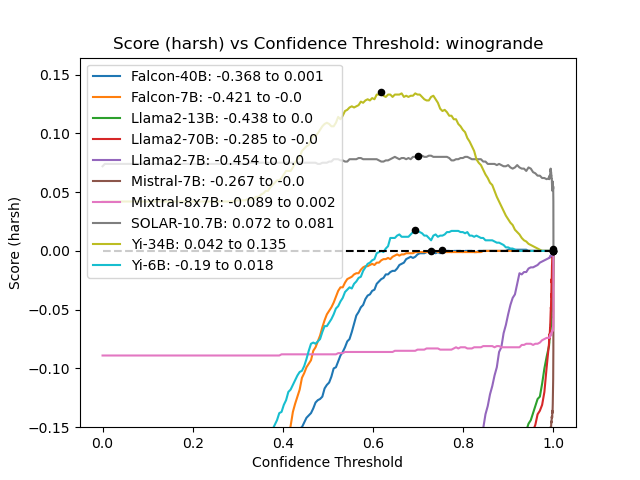 Score (harsh) vs Confidence Threshold: winogrande
0.15
0.10
0.05
0.00
−0.05
−0.10
−0.15
Score (harsh)
Falcon-40B: -0.368 to 0.001
Falcon-7B: -0.421 to -0.0
Llama2-13B: -0.438 to 0.0
Llama2-70B: -0.285 to -0.0
Llama2-7B: -0.454 to 0.0
Mistral-7B: -0.267 to -0.0
Mixtral-8x7B: -0.089 to 0.002
SOLAR-10.7B: 0.072 to 0.081
Yi-34B: 0.042 to 0.135
Yi-6B: -0.19 to 0.018
0.0 0.2 0.4 0.6 0.8 1.0
Confidence Threshold